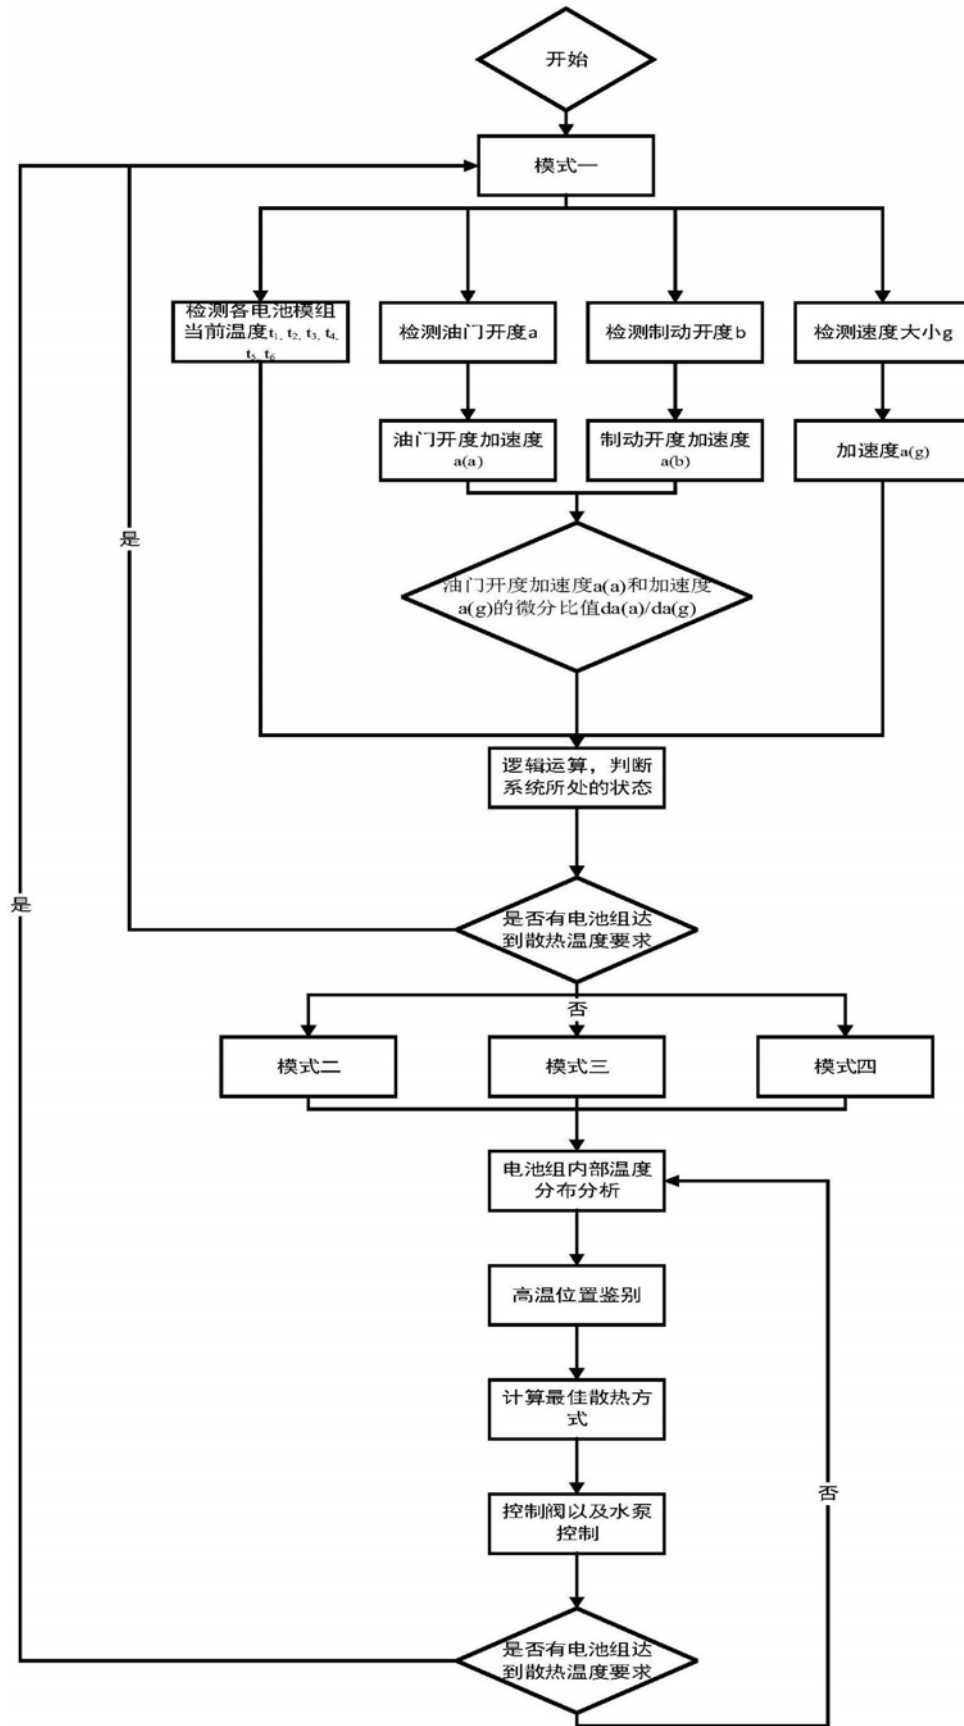 开始
模式一
检测各电池模组
当前温度t₁, t₂, t₃, t₄,
t₅, t₆
检测油门开度a
检测制动开度b
检测速度大小g
油门开度加速度
a(a)
制动开度加速度
a(b)
加速度a(g)
是
油门开度加速度a(a)和加速度
a(g)的微分比值da(a)/da(g)
逻辑运算，判断
系统所处的状态
是
是否有电池组达
到散热温度要求
否
模式二
模式三
模式四
电池组内部温度
分布分析
高温位置鉴别
计算最佳散热方
式
否
控制阀以及水泵
控制
是否有电池组达
到散热温度要求